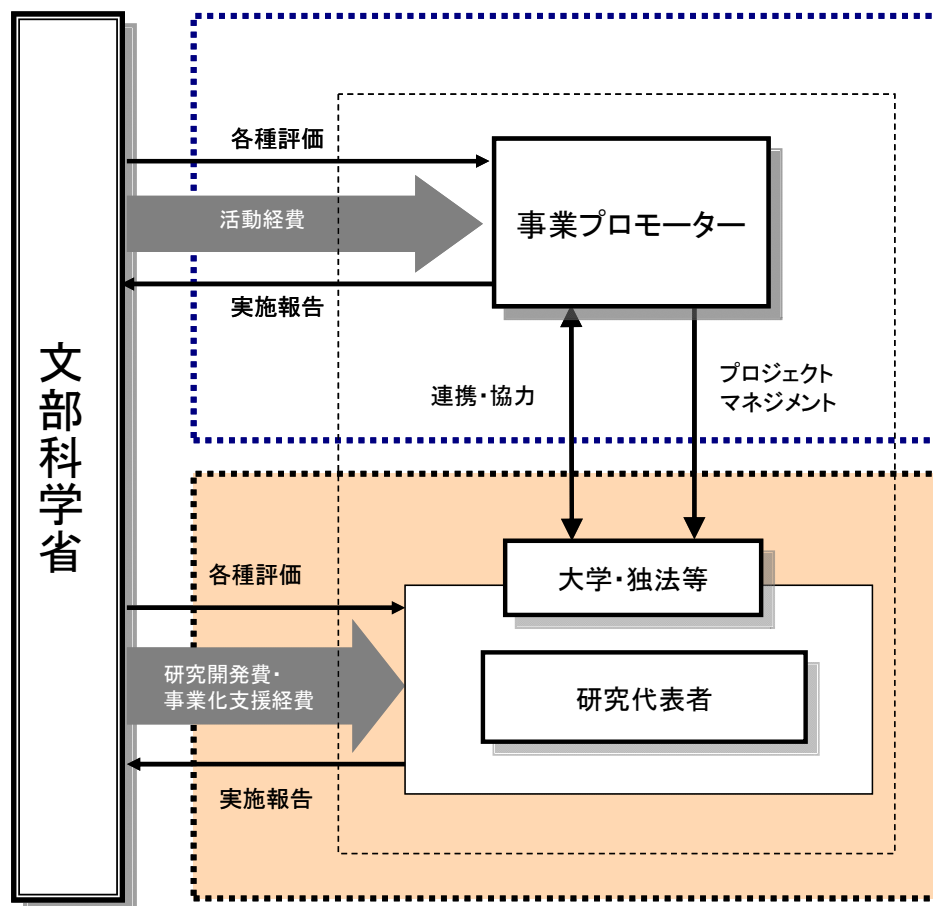 文部科学省
各種評価
活動経費
実施報告
事業プロモーター
連携・協力
プロジェクト
マネジメント
大学・独法等
各種評価
研究開発費・
事業化支援経費
研究代表者
実施報告